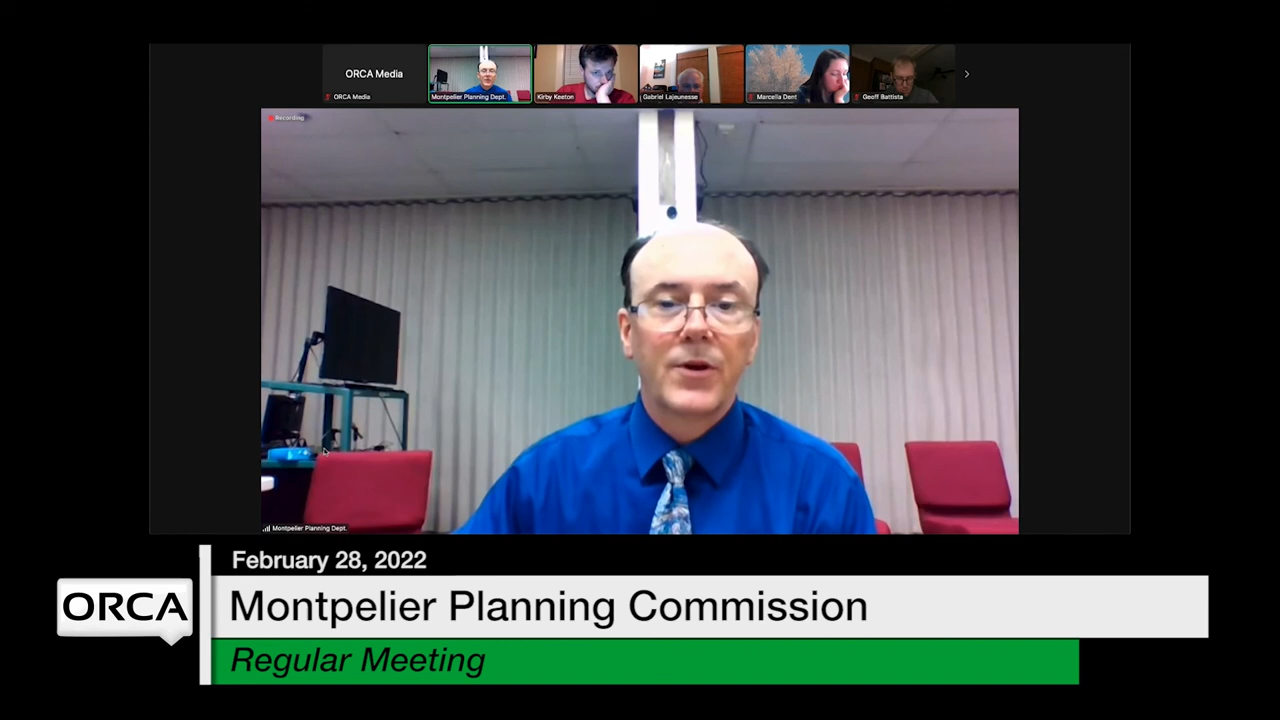 ORCA Media
ORCA Media
Montpelier Planning Dept.
Kirby Keeton
Gabriel Lajeunesse
Marcella Dent
Geoff Battista
Recording
Montpelier Planning Dept.
February 28, 2022
ORCA
Montpelier Planning Commission
Regular Meeting